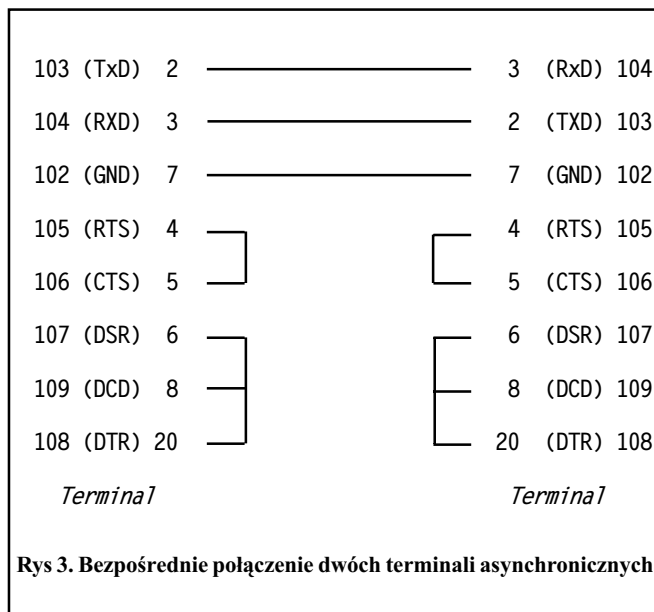 103 (TxD) 2 3 (RxD) 104
104 (RXD) 3 2 (TXD) 103
102 (GND) 7 7 (GND) 102
105 (RTS) 4 4 (RTS) 105
106 (CTS) 5 5 (CTS) 106
107 (DSR) 6 6 (DSR) 107
109 (DCD) 8 8 (DCD) 109
108 (DTR) 20 20 (DTR) 108
Terminal Terminal
Rys 3. Bezpośrednie połączenie dwóch terminali asynchronicznych